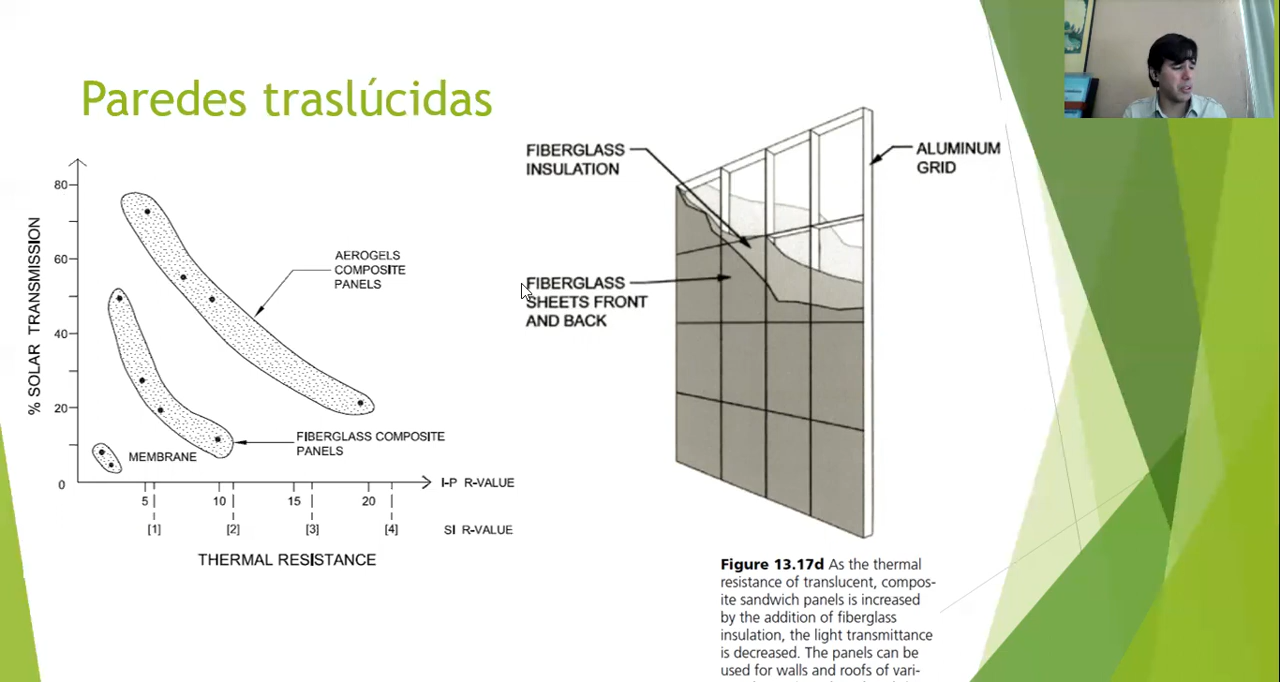 Paredes traslúcidas
80
60
40
20
0
% SOLAR TRANSMISSION
AEROGELS
COMPOSITE
PANELS
FIBERGLASS COMPOSITE
PANELS
MEMBRANE
5 10 15 20
I-P R-VALUE
[1] [2] [3] [4]
SI R-VALUE
THERMAL RESISTANCE
FIBERGLASS
INSULATION
ALUMINUM
GRID
FIBERGLASS
SHEETS FRONT
AND BACK
Figure 13.17d As the thermal
resistance of translucent, compos-
ite sandwich panels is increased
by the addition of fiberglass
insulation, the light transmittance
is decreased. The panels can be
used for walls and roofs of vari-